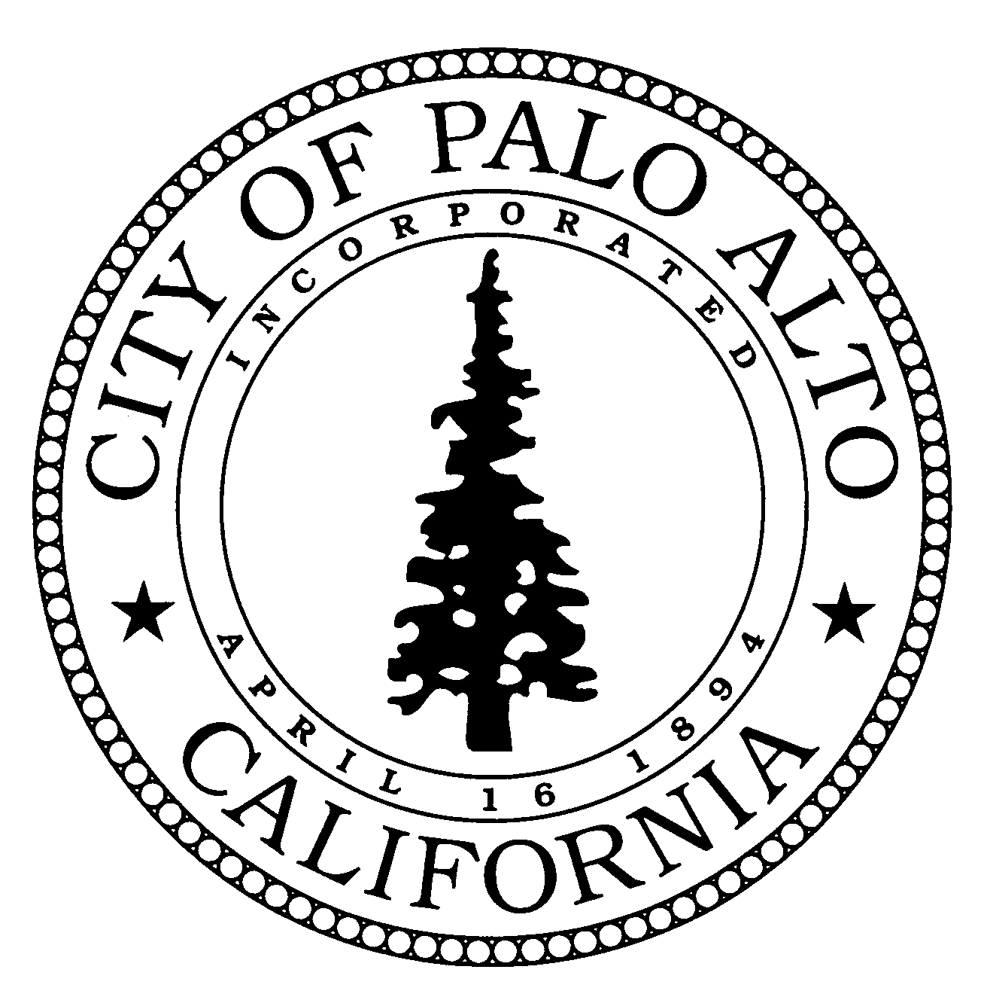 CITY OF PALO ALTO
INCORPORATED
APRIL 16 1894
CALIFORNIA